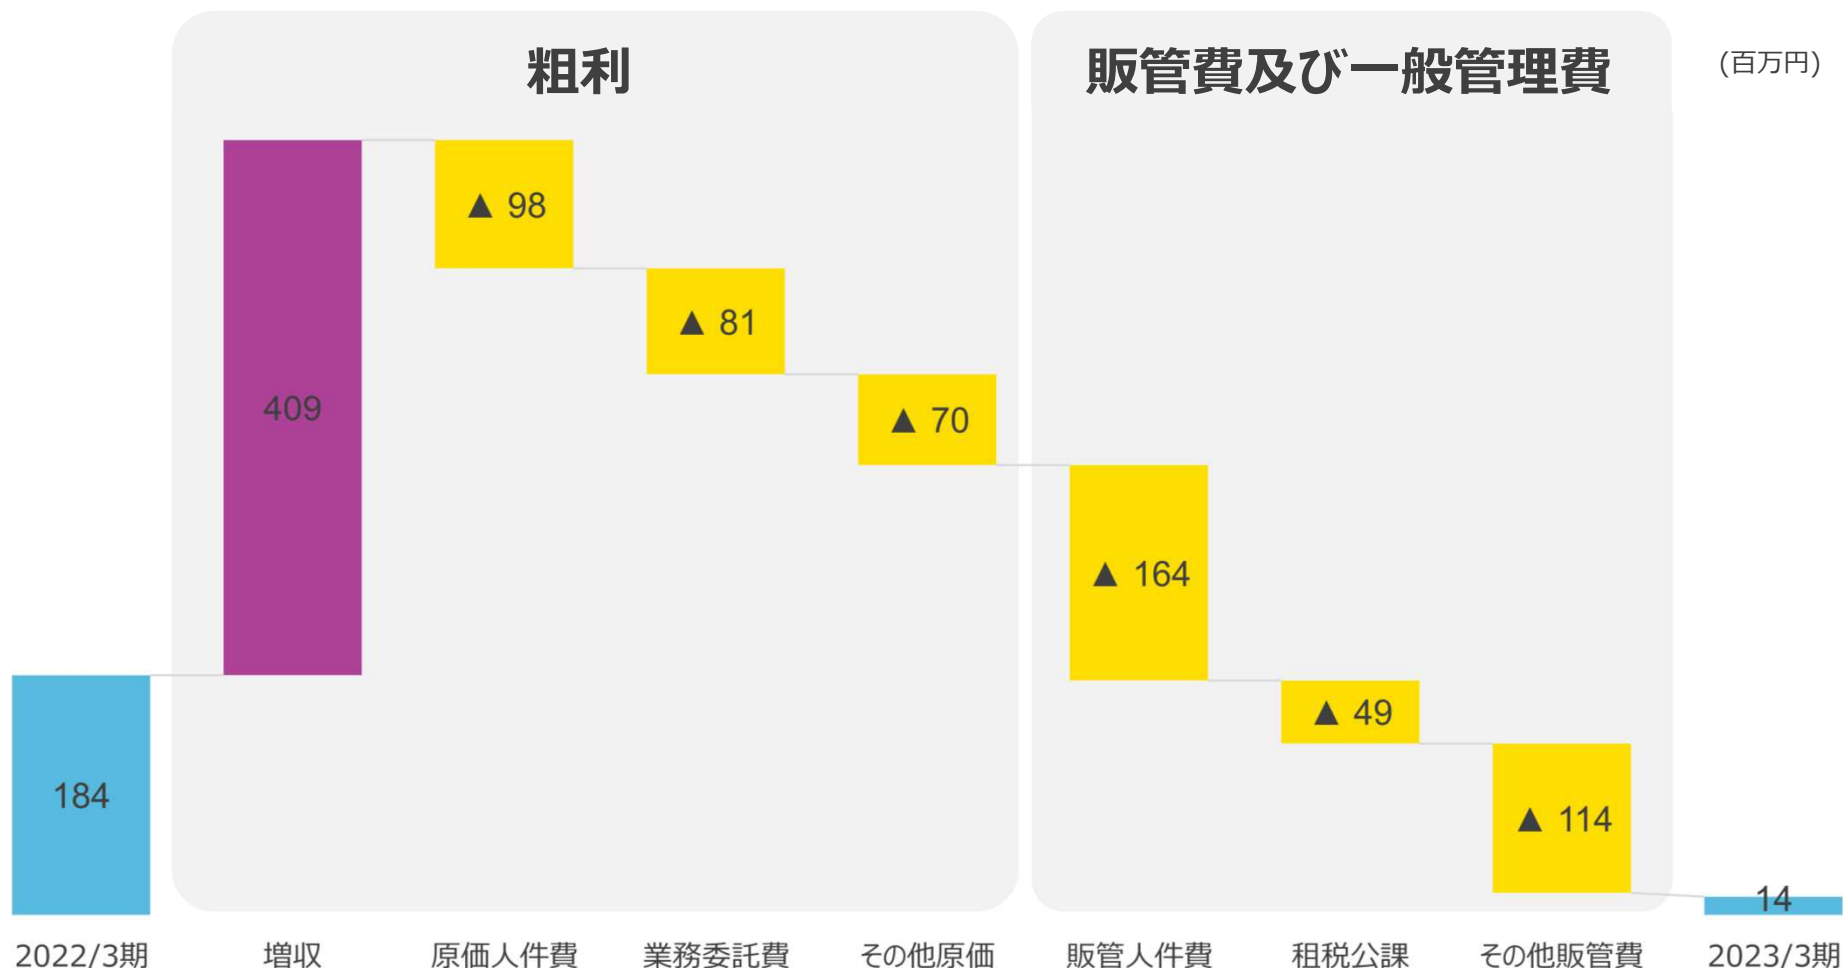 粗利
販管費及び一般管理費
(百万円)
409
▲ 98
▲ 81
▲ 70
▲ 164
▲ 49
▲ 114
184
14
2022/3期
増収
原価人件費
業務委託費
その他原価
販管人件費
租税公課
その他販管費
2023/3期